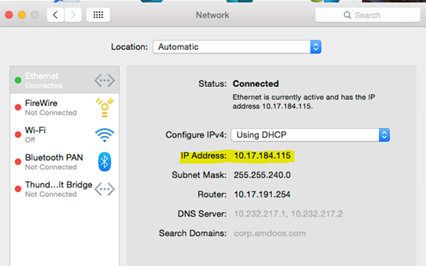 Network
Search
Location: Automatic
Ethernet
Connected
FireWire
Not Connected
Wi-Fi
Off
Bluetooth PAN
Not Connected
Thund...lt Bridge
Not Connected
Status: Connected
Ethernet is currently active and has the IP
address 10.17.184.115.
Configure IPv4: Using DHCP
IP Address: 10.17.184.115
Subnet Mask: 255.255.240.0
Router: 10.17.191.254
DNS Server: 10.232.217.1, 10.232.217.2
Search Domains: corp.amdocs.com